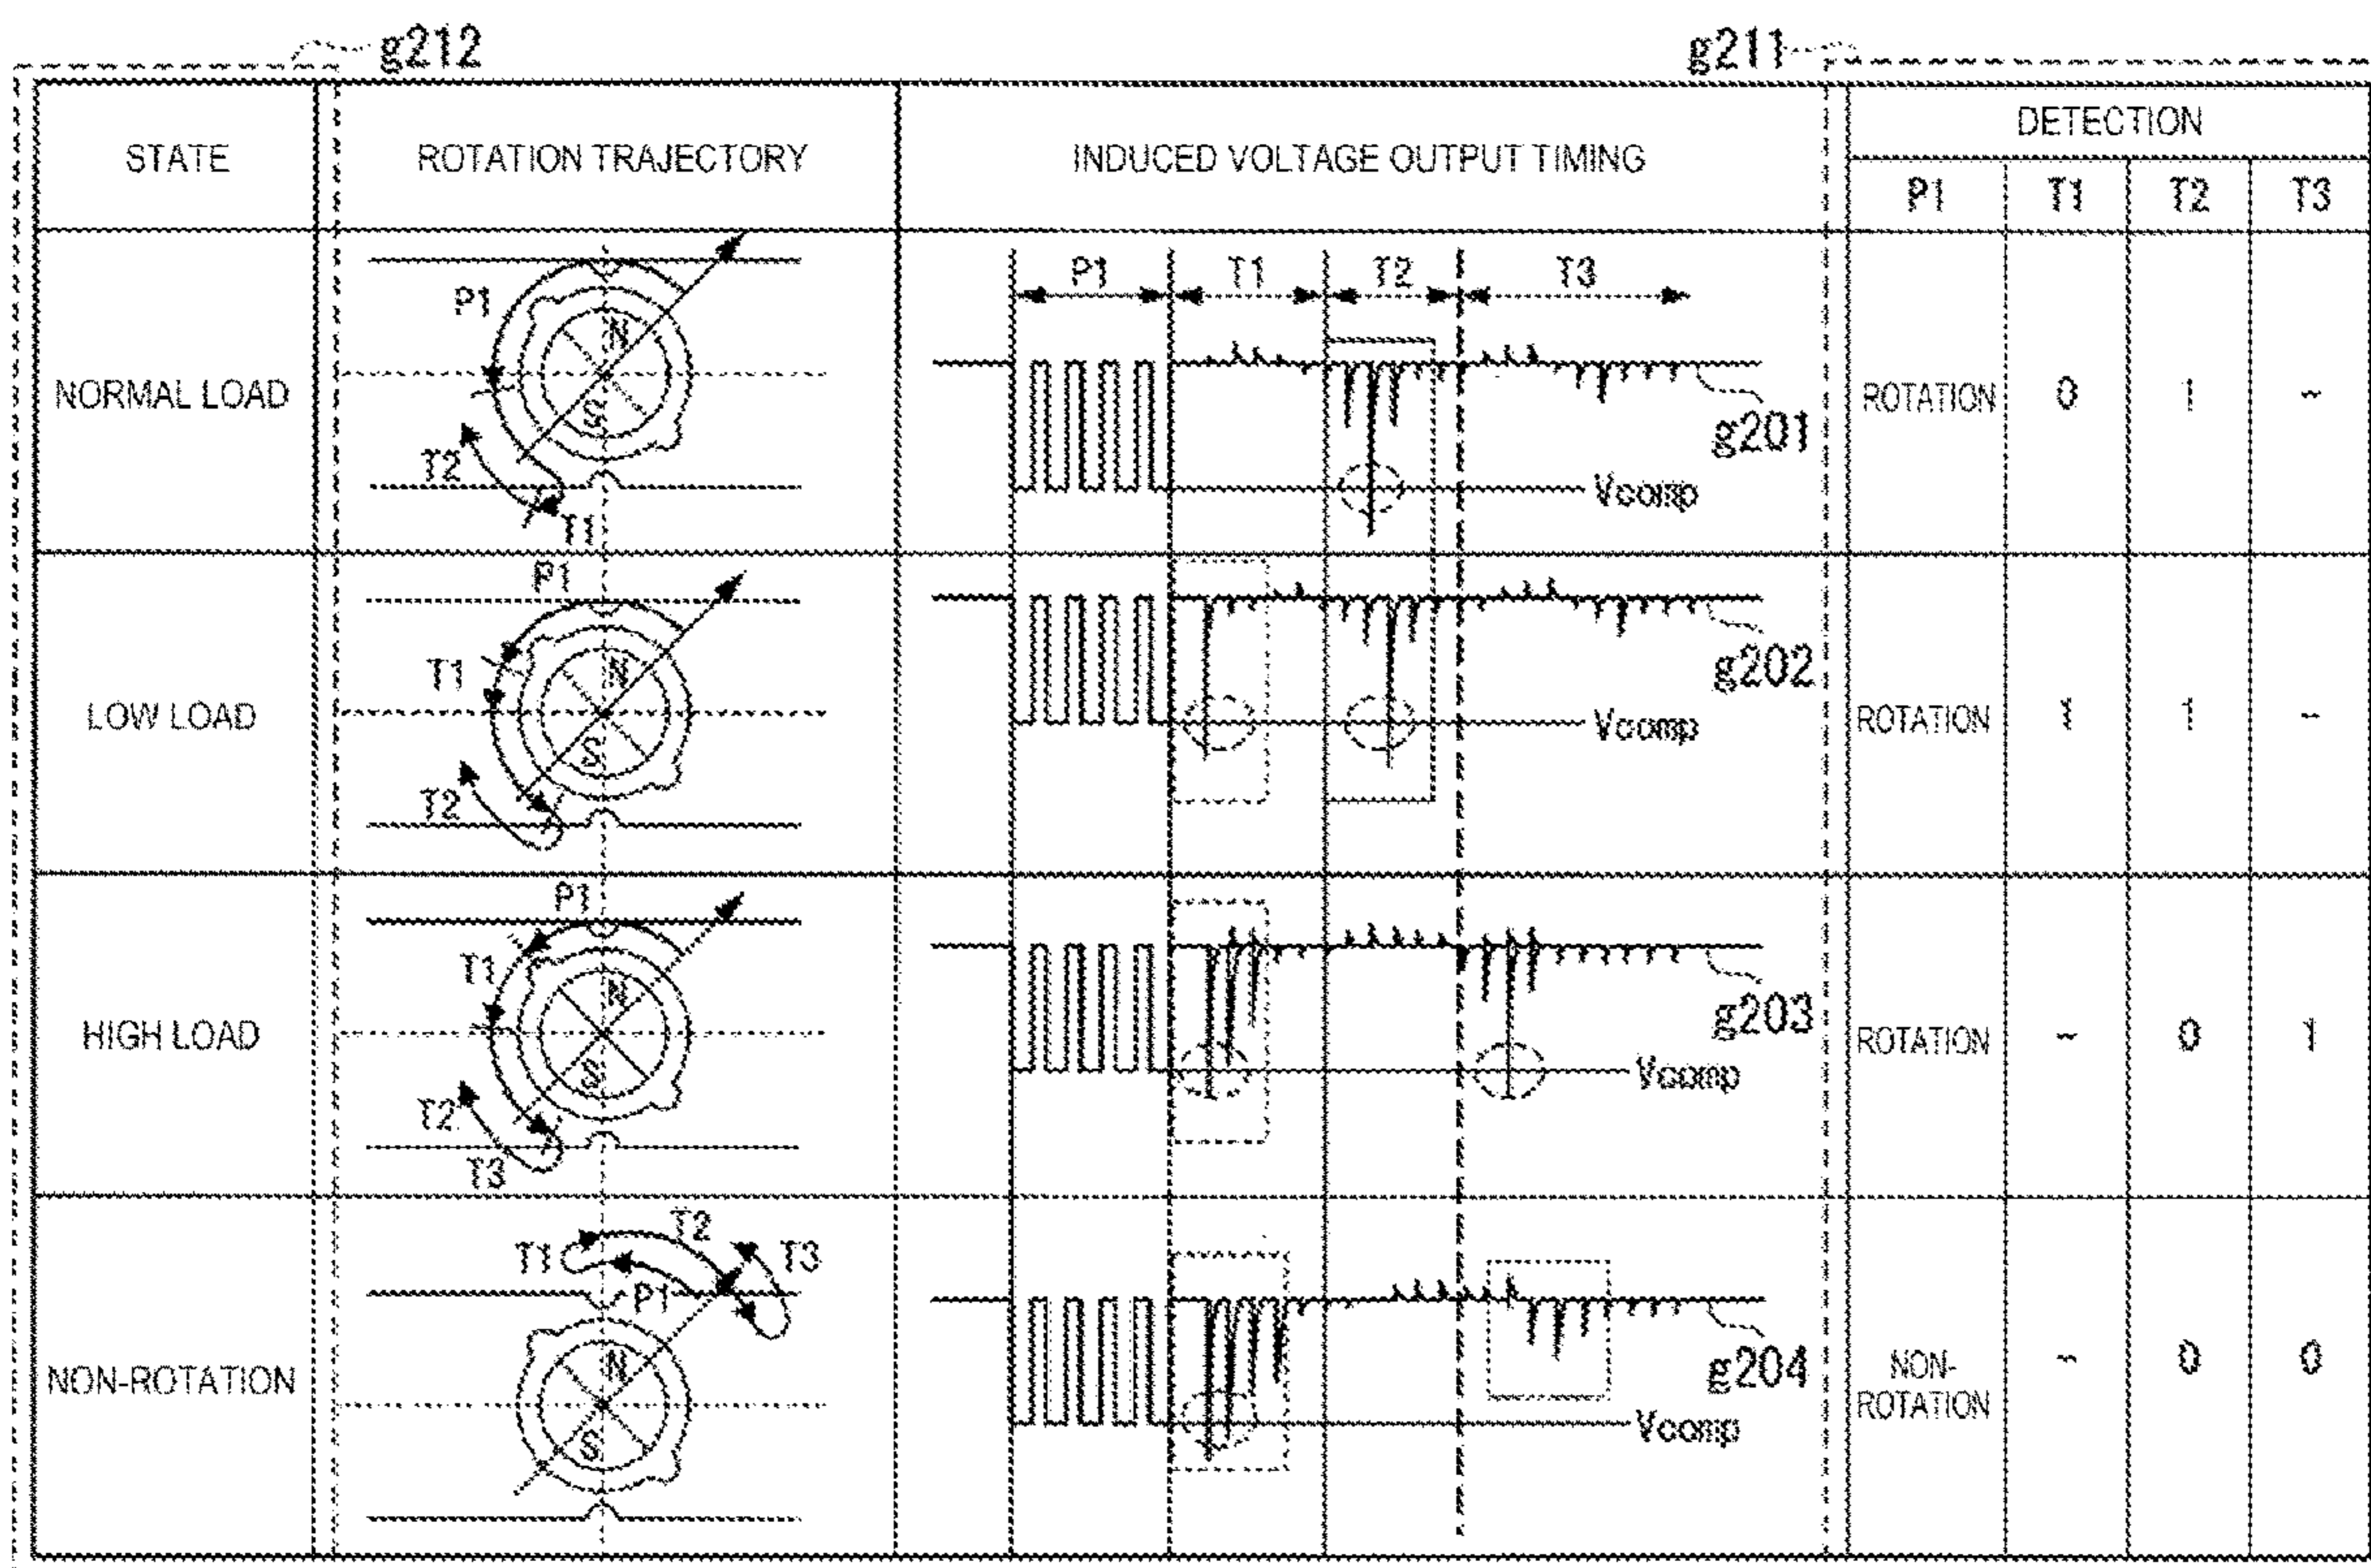 g212
g211
STATE
ROTATION TRAJECTORY
INDUCED VOLTAGE OUTPUT TIMING
DETECTION
P1 T1 T2 T3
NORMAL LOAD
P1
N
S
T2
T1
P1 T1 T2 T3
g201
Vcomp
ROTATION 0 1 -
LOW LOAD
P1
T1
N
S
T2
g202
Vcomp
ROTATION 1 1 -
HIGH LOAD
P1
T1
N
S
T2
T3
g203
Vcomp
ROTATION - 0 1
NON-ROTATION
T2
T1
T3
P1
N
S
g204
Vcomp
NON-
ROTATION
- 0 0